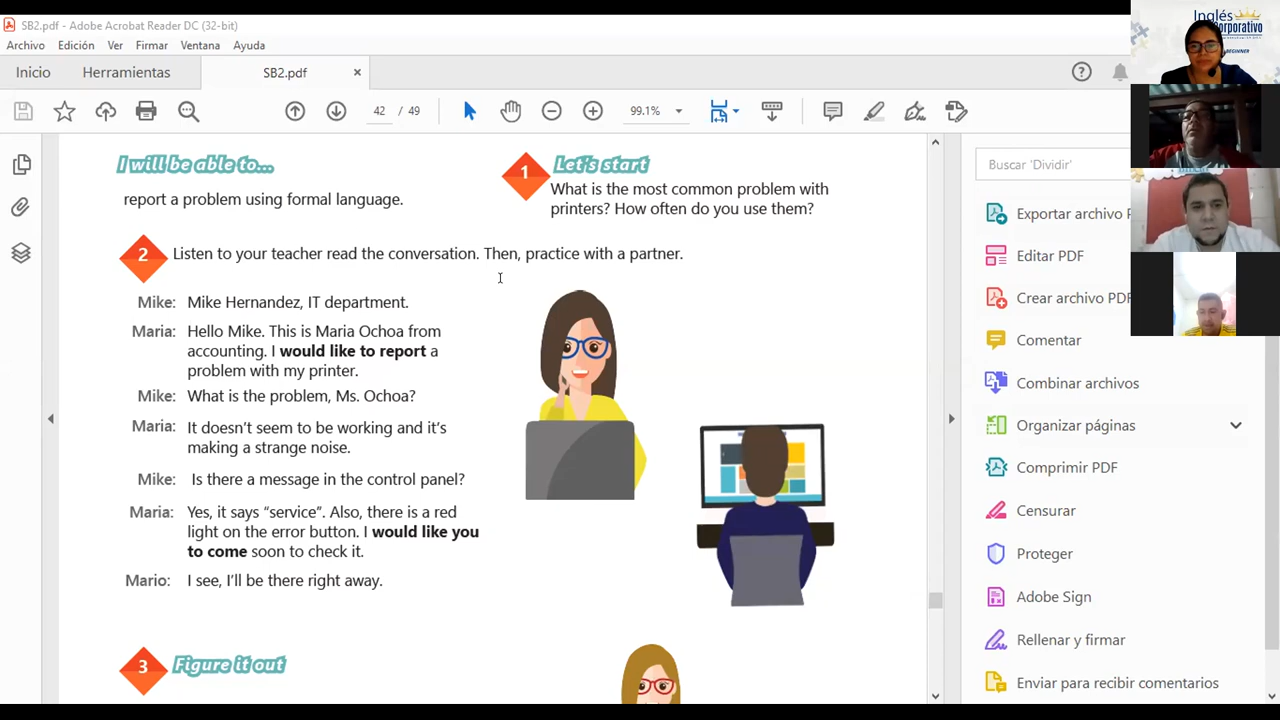 SB2.pdf - Adobe Acrobat Reader DC (32-bit)
Archivo Edición Ver Firmar Ventana Ayuda
Inicio Herramientas SB2.pdf ×
42 / 49 99.1%
I will be able to...
report a problem using formal language.
1 Let's start
What is the most common problem with
printers? How often do you use them?
2 Listen to your teacher read the conversation. Then, practice with a partner.
Mike: Mike Hernandez, IT department.
Maria: Hello Mike. This is Maria Ochoa from
accounting. I would like to report a
problem with my printer.
Mike: What is the problem, Ms. Ochoa?
Maria: It doesn't seem to be working and it's
making a strange noise.
Mike: Is there a message in the control panel?
Maria: Yes, it says "service". Also, there is a red
light on the error button. I would like you
to come soon to check it.
Mario: I see, I'll be there right away.
3 Figure it out
Buscar 'Dividir'
Exportar archivo P
Editar PDF
Crear archivo PDF
Comentar
Combinar archivos
Organizar páginas
Comprimir PDF
Censurar
Proteger
Adobe Sign
Rellenar y firmar
Enviar para recibir comentarios
Inglés
orporativo
BEGINNER